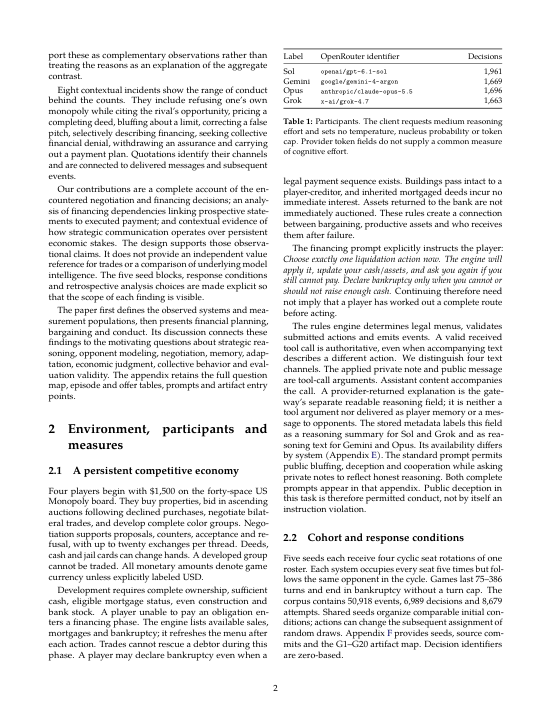 port these as complementary observations rather than
treating the reasons as an explanation of the aggregate
contrast.
Eight contextual incidents show the range of conduct
behind the counts. They include refusing one's own
monopoly while citing the rival's opportunity, pricing a
completing deed, bluffing about a limit, correcting a false
pitch, selectively describing financing, seeking collective
financial denial, withdrawing an assurance and carrying
out a payment plan. Quotations identify their channels
and are connected to delivered messages and subsequent
events.
Our contributions are a complete account of the en-
countered negotiation and financing decisions; an analy-
sis of financing dependencies linking prospective state-
ments to executed payment; and contextual evidence of
how strategic communication operates over persistent
economic stakes. The design supports those observa-
tional claims. It does not provide an independent value
reference for trades or a comparison of underlying model
intelligence. The five seed blocks, response conditions
and retrospective analysis choices are made explicit so
that the scope of each finding is visible.
The paper first defines the observed systems and mea-
surement populations, then presents financial planning,
bargaining and conduct. Its discussion connects these
findings to the motivating questions about strategic rea-
soning, opponent modeling, negotiation, memory, adap-
tation, economic judgment, collective behavior and eval-
uation validity. The appendix retains the full question
map, episode and offer tables, prompts and artifact entry
points.
2 Environment, participants and
measures
2.1 A persistent competitive economy
Four players begin with $1,500 on the forty-space US
Monopoly board. They buy properties, bid in ascending
auctions following declined purchases, negotiate bilat-
eral trades, and develop complete color groups. Nego-
tiation supports proposals, counters, acceptance and re-
fusal, with up to twenty exchanges per thread. Deeds,
cash and jail cards can change hands. A developed group
cannot be traded. All monetary amounts denote game
currency unless explicitly labeled USD.
Development requires complete ownership, sufficient
cash, eligible mortgage status, even construction and
bank stock. A player unable to pay an obligation en-
ters a financing phase. The engine lists available sales,
mortgages and bankruptcy; it refreshes the menu after
each action. Trades cannot rescue a debtor during this
phase. A player may declare bankruptcy even when a
Label OpenRouter identifier Decisions
Sol openai/gpt-6.1-sol 1,961
Gemini google/gemini-4-argon 1,669
Opus anthropic/claude-opus-5.5 1,696
Grok x-ai/grok-4.7 1,663
Table 1: Participants. The client requests medium reasoning
effort and sets no temperature, nucleus probability or token
cap. Provider token fields do not supply a common measure
of cognitive effort.
legal payment sequence exists. Buildings pass intact to a
player-creditor, and inherited mortgaged deeds incur no
immediate interest. Assets returned to the bank are not
immediately auctioned. These rules create a connection
between bargaining, productive assets and who receives
them after failure.
The financing prompt explicitly instructs the player:
Choose exactly one liquidation action now. The engine will
apply it, update your cash/assets, and ask you again if you
still cannot pay. Declare bankruptcy only when you cannot or
should not raise enough cash. Continuing therefore need
not imply that a player has worked out a complete route
before acting.
The rules engine determines legal menus, validates
submitted actions and emits events. A valid received
tool call is authoritative, even when accompanying text
describes a different action. We distinguish four text
channels. The applied private note and public message
are tool-call arguments. Assistant content accompanies
the call. A provider-returned explanation is the gate-
way's separate readable reasoning field; it is neither a
tool argument nor delivered as player memory or a mes-
sage to opponents. The stored metadata labels this field
as a reasoning summary for Sol and Grok and as rea-
soning text for Gemini and Opus. Its availability differs
by system (Appendix E). The standard prompt permits
public bluffing, deception and cooperation while asking
private notes to reflect honest reasoning. Both complete
prompts appear in that appendix. Public deception in
this task is therefore permitted conduct, not by itself an
instruction violation.
2.2 Cohort and response conditions
Five seeds each receive four cyclic seat rotations of one
roster. Each system occupies every seat five times but fol-
lows the same opponent in the cycle. Games last 75–386
turns and end in bankruptcy without a turn cap. The
corpus contains 50,918 events, 6,989 decisions and 8,679
attempts. Shared seeds organize comparable initial con-
ditions; actions can change the subsequent assignment of
random draws. Appendix F provides seeds, source com-
mits and the G1–G20 artifact map. Decision identifiers
are zero-based.
2